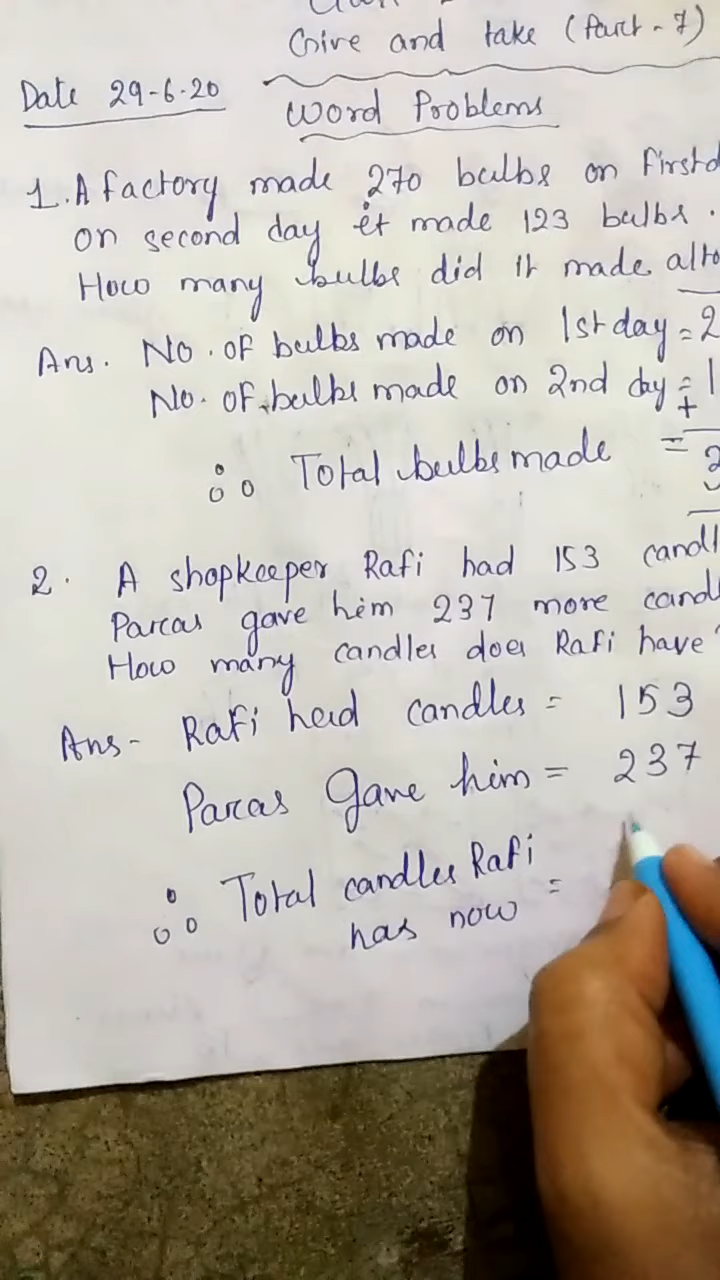 Give and take (Part-7)
Date 29-6-20
Word Problems
1. A factory made 270 bulbs on First
on second day it made 123 bulbs.
How many bulbs did it made
Ans. No. of bulbs made on 1st day = 2
No. of bulbs made on 2nd day = 1
+
∴ Total bulbs made = 
2. A shopkeeper Rafi had 153 candl
Paras gave him 237 more candl
How many candles does Rafi have
Ans- Rafi had candles = 153
Paras Gave him = 237
∴ Total candles Rafi
has now =